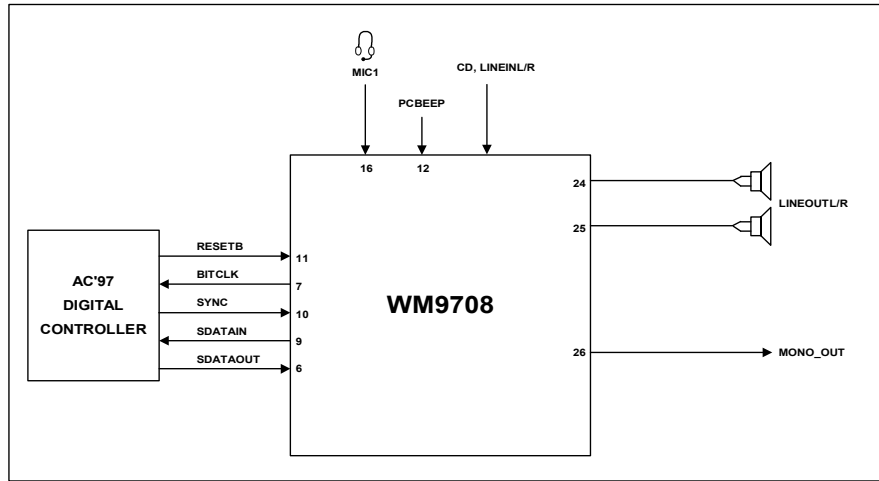 MIC1
CD, LINEINL/R
PCBEEP
16
12
24
LINEOUTL/R
25
RESETB
11
AC'97
DIGITAL
CONTROLLER
BITCLK
7
SYNC
10
WM9708
SDATAIN
9
SDATAOUT
6
26
MONO_OUT